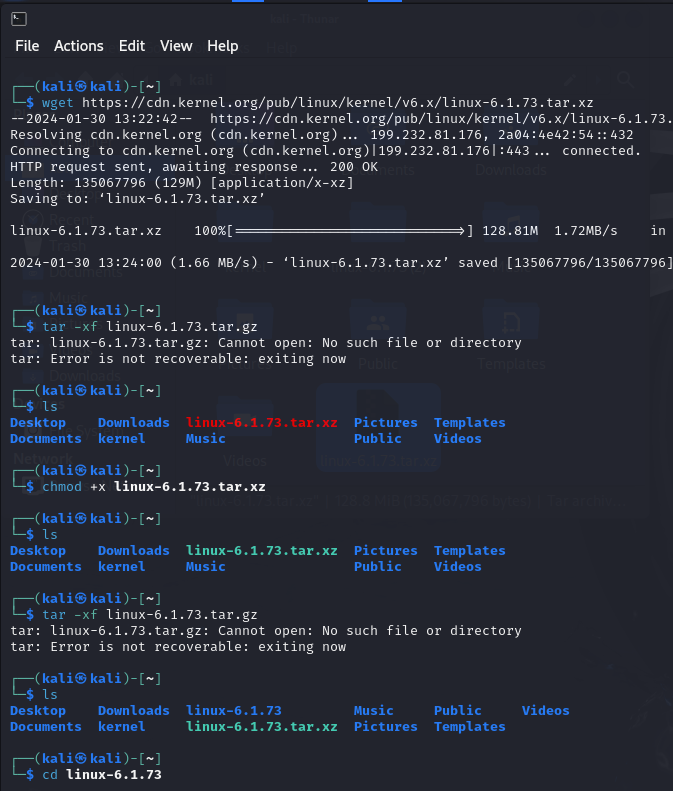 File Actions Edit View Help
┌──(kali㉿kali)-[~]
└─$ wget https://cdn.kernel.org/pub/linux/kernel/v6.x/linux-6.1.73.tar.xz
--2024-01-30 13:22:42-- https://cdn.kernel.org/pub/linux/kernel/v6.x/linux-6.1.73.
Resolving cdn.kernel.org (cdn.kernel.org)... 199.232.81.176, 2a04:4e42:54::432
Connecting to cdn.kernel.org (cdn.kernel.org)|199.232.81.176|:443... connected.
HTTP request sent, awaiting response... 200 OK
Length: 135067796 (129M) [application/x-xz]
Saving to: ‘linux-6.1.73.tar.xz’
linux-6.1.73.tar.xz 100%[============================>] 128.81M 1.72MB/s in
2024-01-30 13:24:00 (1.66 MB/s) - ‘linux-6.1.73.tar.xz’ saved [135067796/135067796]
┌──(kali㉿kali)-[~]
└─$ tar -xf linux-6.1.73.tar.gz
tar: linux-6.1.73.tar.gz: Cannot open: No such file or directory
tar: Error is not recoverable: exiting now
┌──(kali㉿kali)-[~]
└─$ ls
Desktop Downloads linux-6.1.73.tar.xz Pictures Templates
Documents kernel Music Public Videos
┌──(kali㉿kali)-[~]
└─$ chmod +x linux-6.1.73.tar.xz
┌──(kali㉿kali)-[~]
└─$ ls
Desktop Downloads linux-6.1.73.tar.xz Pictures Templates
Documents kernel Music Public Videos
┌──(kali㉿kali)-[~]
└─$ tar -xf linux-6.1.73.tar.gz
tar: linux-6.1.73.tar.gz: Cannot open: No such file or directory
tar: Error is not recoverable: exiting now
┌──(kali㉿kali)-[~]
└─$ ls
Desktop Downloads linux-6.1.73 Music Public Videos
Documents kernel linux-6.1.73.tar.xz Pictures Templates
┌──(kali㉿kali)-[~]
└─$ cd linux-6.1.73